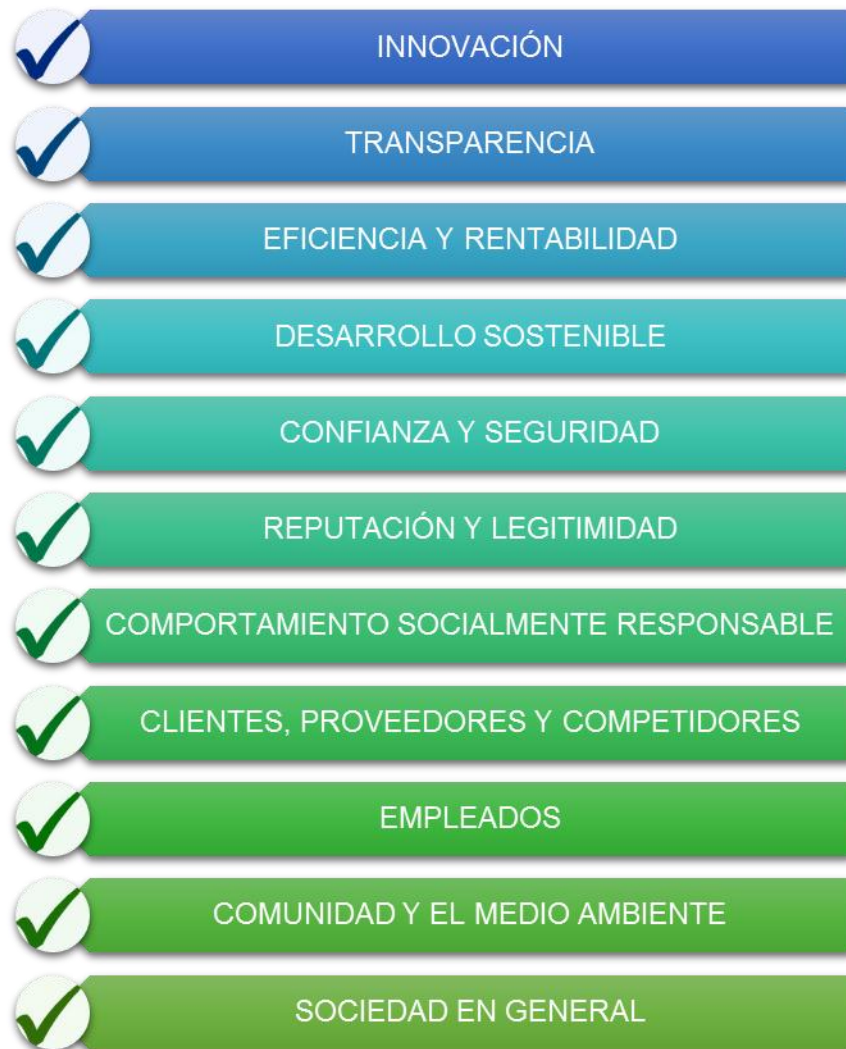 INNOVACIÓN
TRANSPARENCIA
EFICIENCIA Y RENTABILIDAD
DESARROLLO SOSTENIBLE
CONFIANZA Y SEGURIDAD
REPUTACIÓN Y LEGITIMIDAD
COMPORTAMIENTO SOCIALMENTE RESPONSABLE
CLIENTES, PROVEEDORES Y COMPETIDORES
EMPLEADOS
COMUNIDAD Y EL MEDIO AMBIENTE
SOCIEDAD EN GENERAL